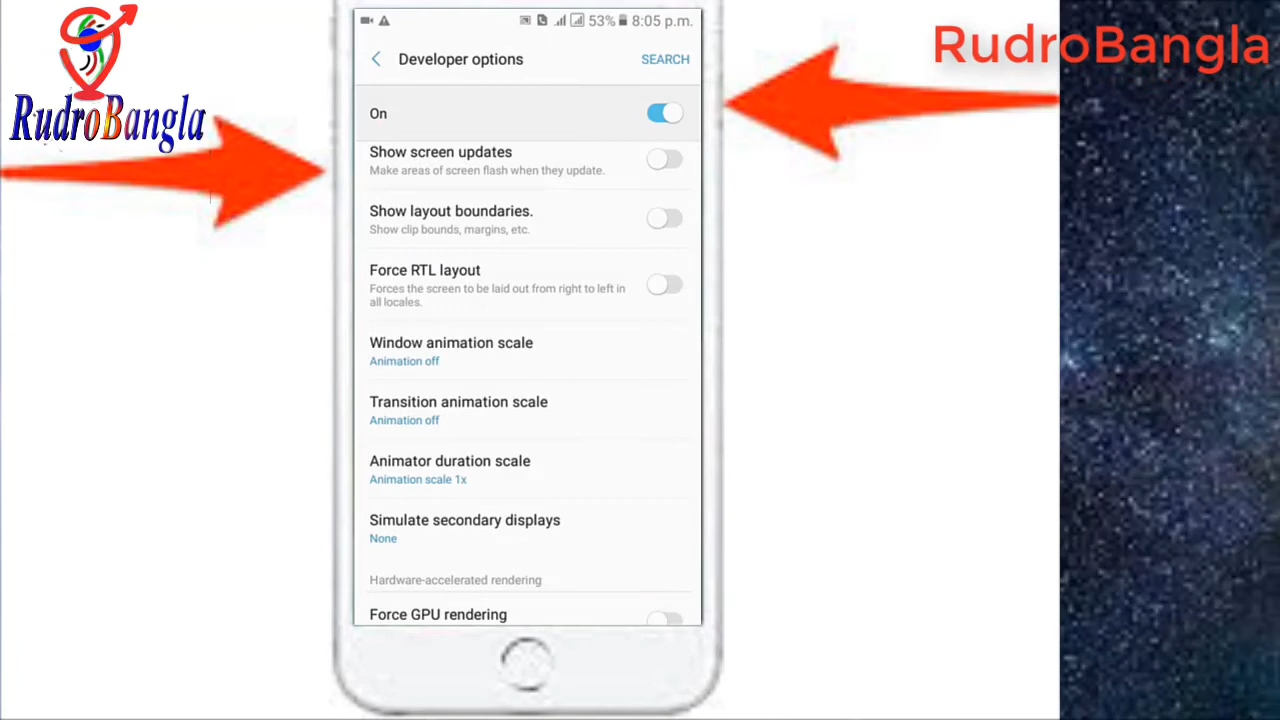 RudroBangla
RudroBangla
53% 8:05 p.m.
Developer options
SEARCH
On
Show screen updates
Make areas of screen flash when they update.
Show layout boundaries.
Show clip bounds, margins, etc.
Force RTL layout
Forces the screen to be laid out from right to left in
all locales.
Window animation scale
Animation off
Transition animation scale
Animation off
Animator duration scale
Animation scale 1x
Simulate secondary displays
None
Hardware-accelerated rendering
Force GPU rendering